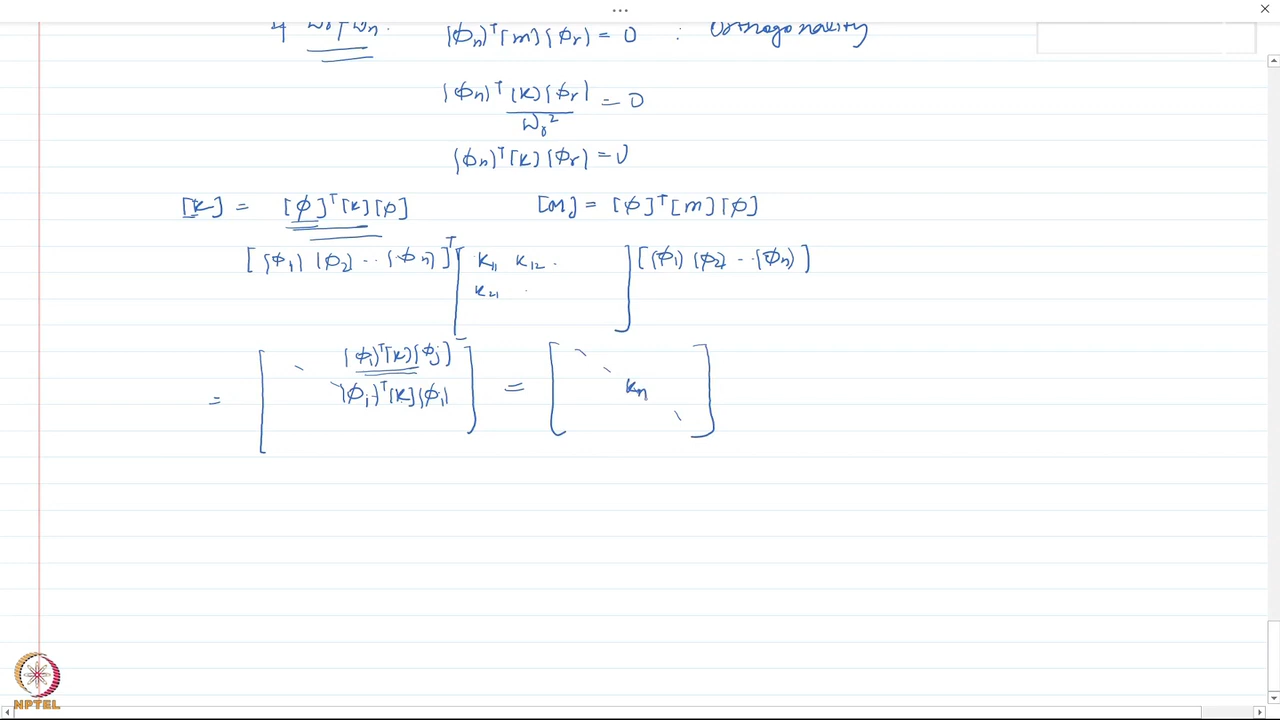 If ωr ≠ ωn. {φn}ᵀ[m]{φr} = 0 : Orthogonality
{φn}ᵀ[k]{φr} / ωr² = 0
{φn}ᵀ[k]{φr} = 0
[K] = [φ]ᵀ[k][φ] [M] = [φ]ᵀ[m][φ]
[{φ1} {φ2} .. {φn}]ᵀ [k11 k12 . [{φ1} {φ2} .. {φn}]
k21 . ]
{φi}ᵀ[k]{φj}
= [ {φi}ᵀ[k]{φi} ] = [ Kn ]
NPTEL